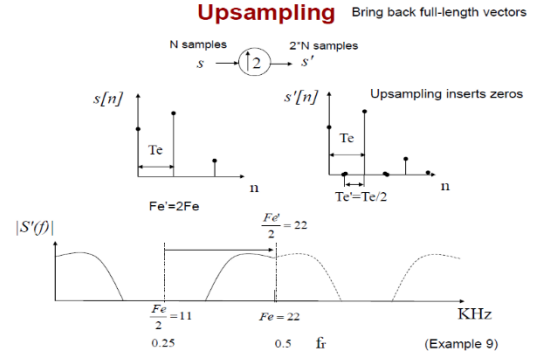 Upsampling Bring back full-length vectors
N samples 2*N samples
s ↑2 s'
s[n] s'[n] Upsampling inserts zeros
Te Te
n n
Te'=Te/2
Fe'=2Fe
|S'(f)| Fe'/2 = 22
Fe/2 =11 Fe= 22 KHz
0.25 0.5 fr (Example 9)